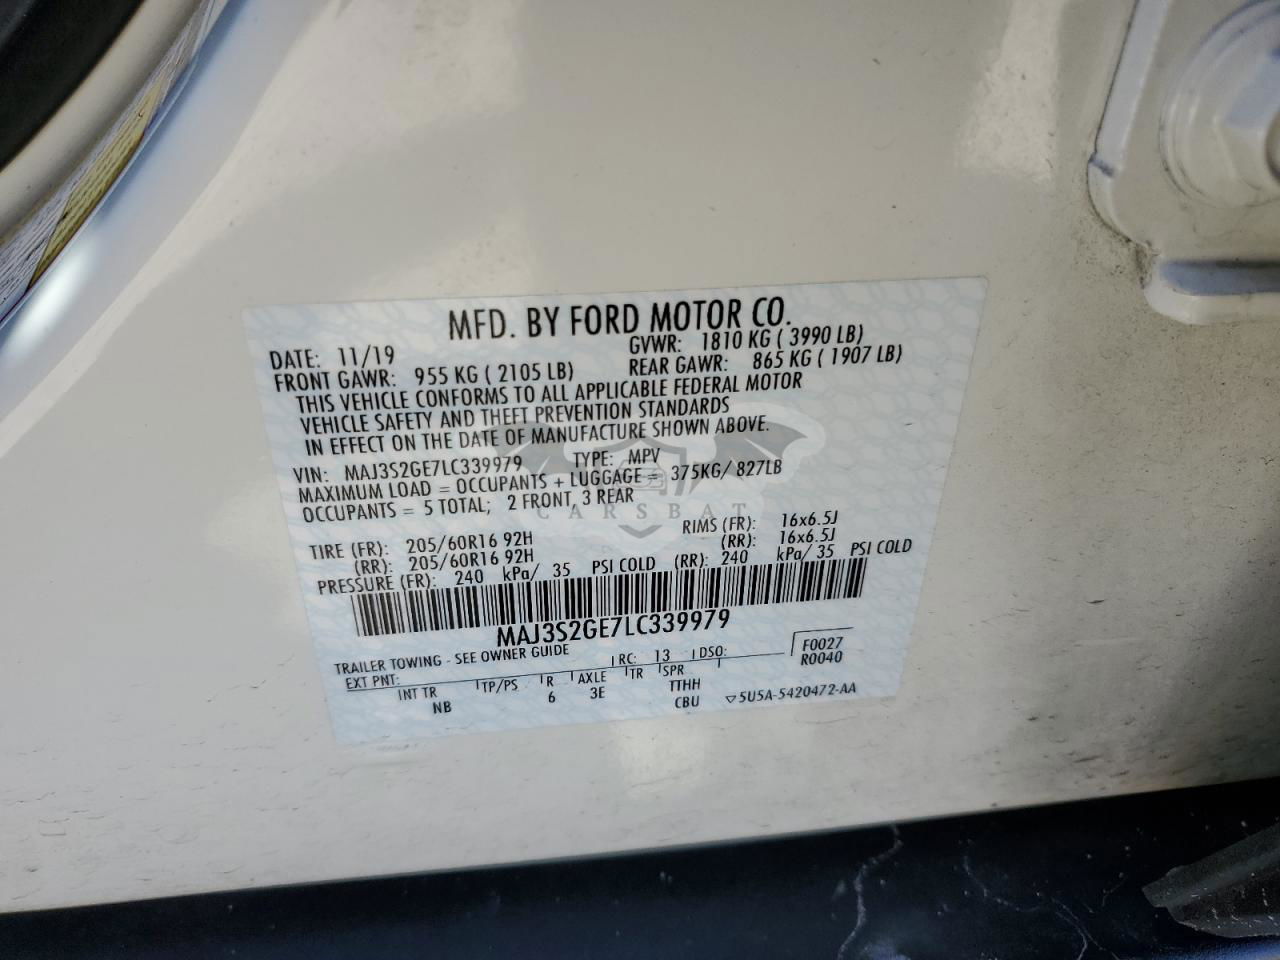 MFD. BY FORD MOTOR CO.
DATE: 11/19 GVWR: 1810 KG ( 3990 LB)
FRONT GAWR: 955 KG ( 2105 LB) REAR GAWR: 865 KG ( 1907 LB)
THIS VEHICLE CONFORMS TO ALL APPLICABLE FEDERAL MOTOR
VEHICLE SAFETY AND THEFT PREVENTION STANDARDS
IN EFFECT ON THE DATE OF MANUFACTURE SHOWN ABOVE.
VIN: MAJ3S2GE7LC339979 TYPE: MPV
MAXIMUM LOAD = OCCUPANTS + LUGGAGE = 375KG/ 827LB
OCCUPANTS = 5 TOTAL; 2 FRONT, 3 REAR
CARSBAT
TIRE (FR): 205/60R16 92H RIMS (FR): 16x6.5J
(RR): 205/60R16 92H (RR): 16x6.5J
PRESSURE (FR): 240 kPa/ 35 PSI COLD (RR): 240 kPa/ 35 PSI COLD
MAJ3S2GE7LC339979
TRAILER TOWING - SEE OWNER GUIDE
EXT PNT: RC: 13 DSO: F0027
R0040
INT TR TP/PS R AXLE TR SPR
NB 6 3E TTHH
CBU 5U5A-5420472-AA